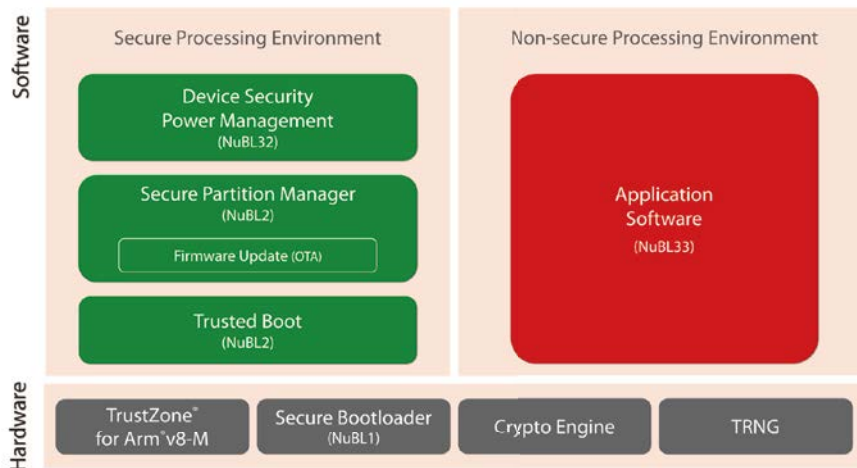 Software
Secure Processing Environment
Device Security
Power Management
(NuBL32)
Secure Partition Manager
(NuBL2)
Firmware Update (OTA)
Trusted Boot
(NuBL2)
Non-secure Processing Environment
Application
Software
(NuBL33)
Hardware
TrustZone®
for Arm®v8-M
Secure Bootloader
(NuBL1)
Crypto Engine
TRNG